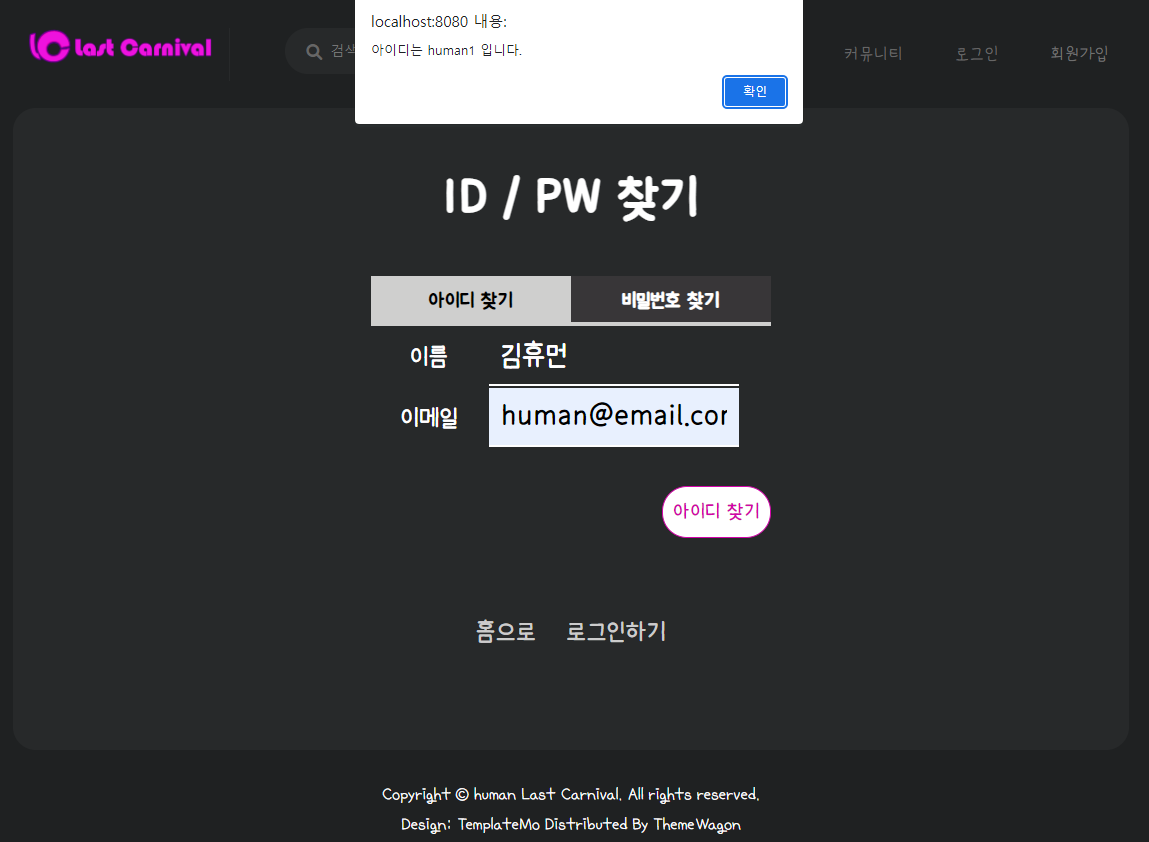 localhost:8080 내용:
아이디는 human1 입니다.
확인
Last Carnival
검색
커뮤니티
로그인
회원가입
ID / PW 찾기
아이디 찾기
비밀번호 찾기
이름
김휴먼
이메일
human@email.com
아이디 찾기
홈으로
로그인하기
Copyright © human Last Carnival. All rights reserved.
Design: TemplateMo Distributed By ThemeWagon